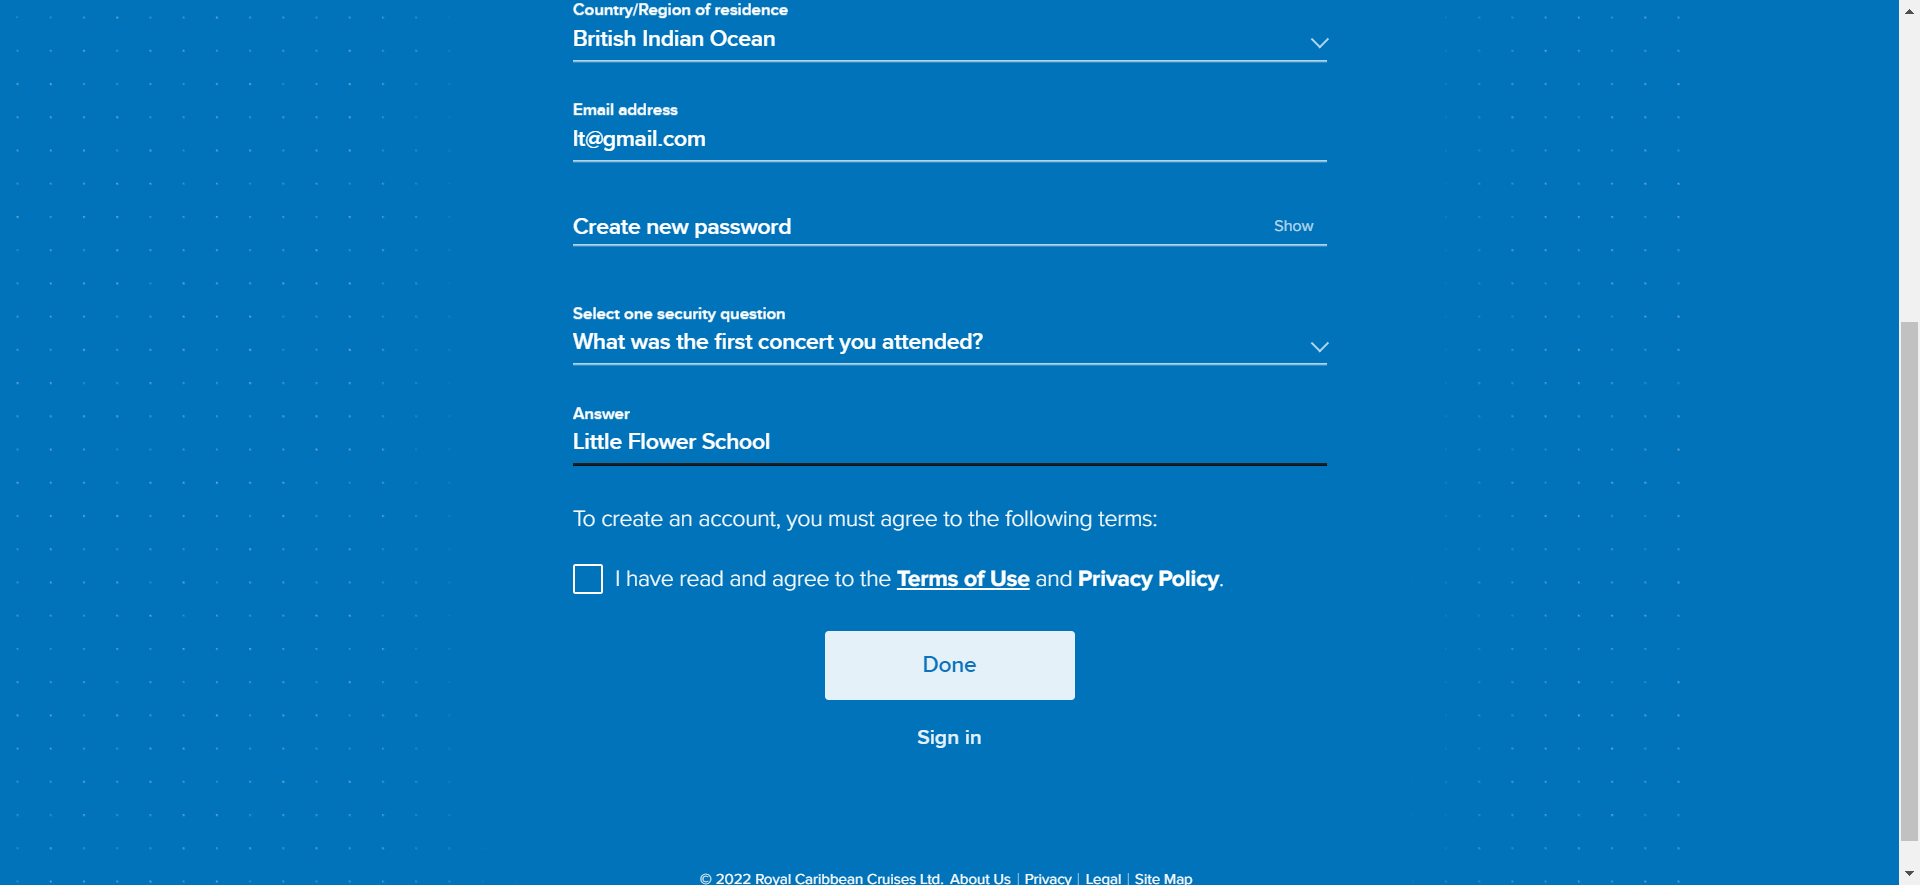 Country/Region of residence
British Indian Ocean
Email address
lt@gmail.com
Create new password Show
Select one security question
What was the first concert you attended?
Answer
Little Flower School
To create an account, you must agree to the following terms:
I have read and agree to the Terms of Use and Privacy Policy.
Done
Sign in
© 2022 Royal Caribbean Cruises Ltd. About Us | Privacy | Legal | Site Map